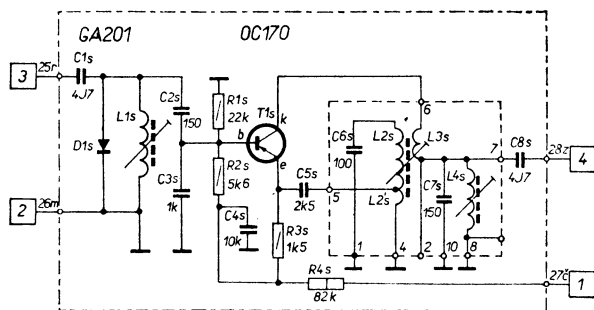 GA201 OC170
3 25r C1s 4J7
L1s
D1s
C2s 150
C3s 1k
R1s 22k
b
T1s
k
e
R2s 5k6
C4s 10k
R3s 1k5
C5s 2k5
R4s 82k
5
6
C6s 100
L2s
L3s
L2's
7
C7s 150
L4s
C8s 4J7
28z 4
2 26m
1 4 2 10 8
27č 1